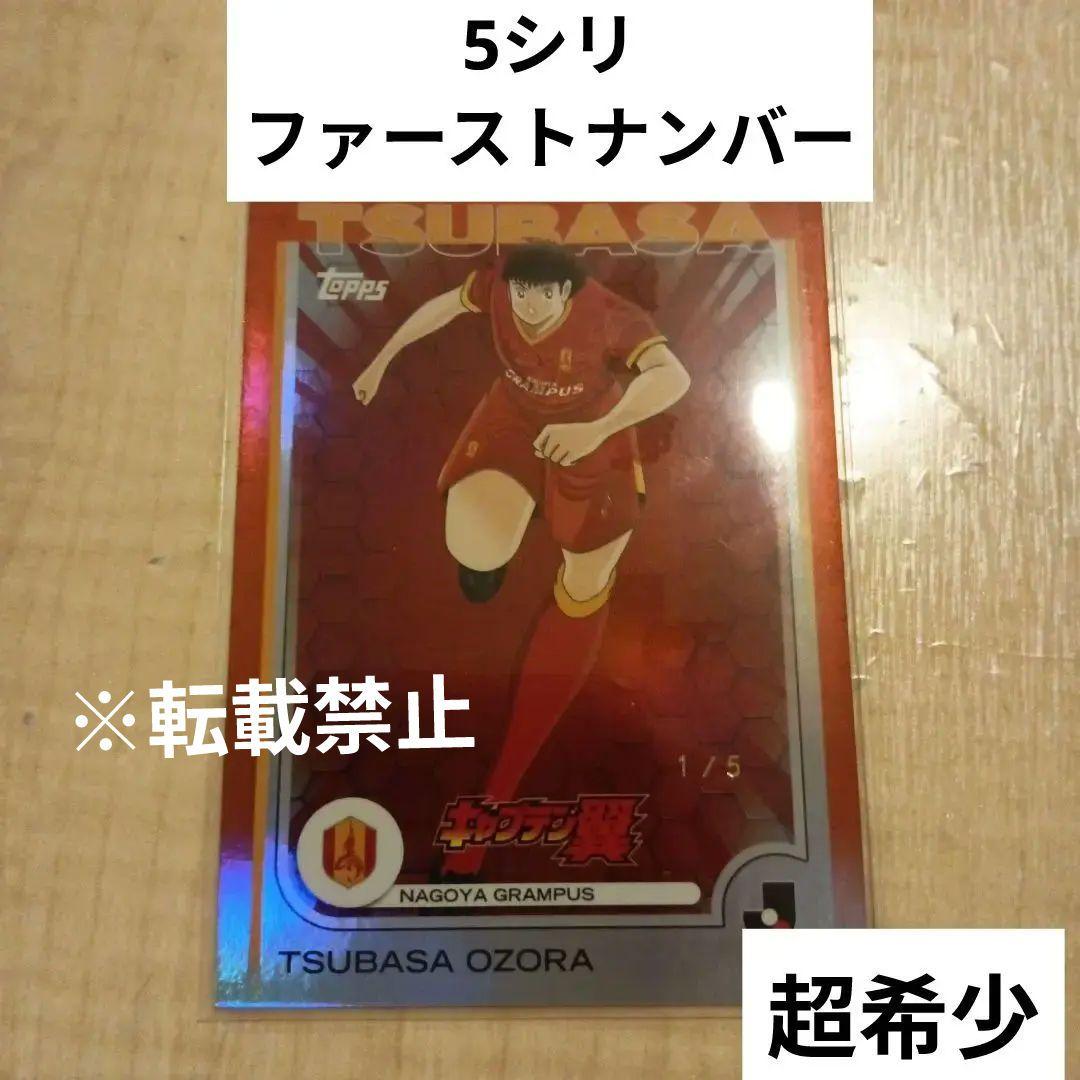 5シリ
ファーストナンバー
TSUBASA
topps
GRAMPUS
※転載禁止
1/5
キャプテン翼
NAGOYA GRAMPUS
TSUBASA OZORA
超希少